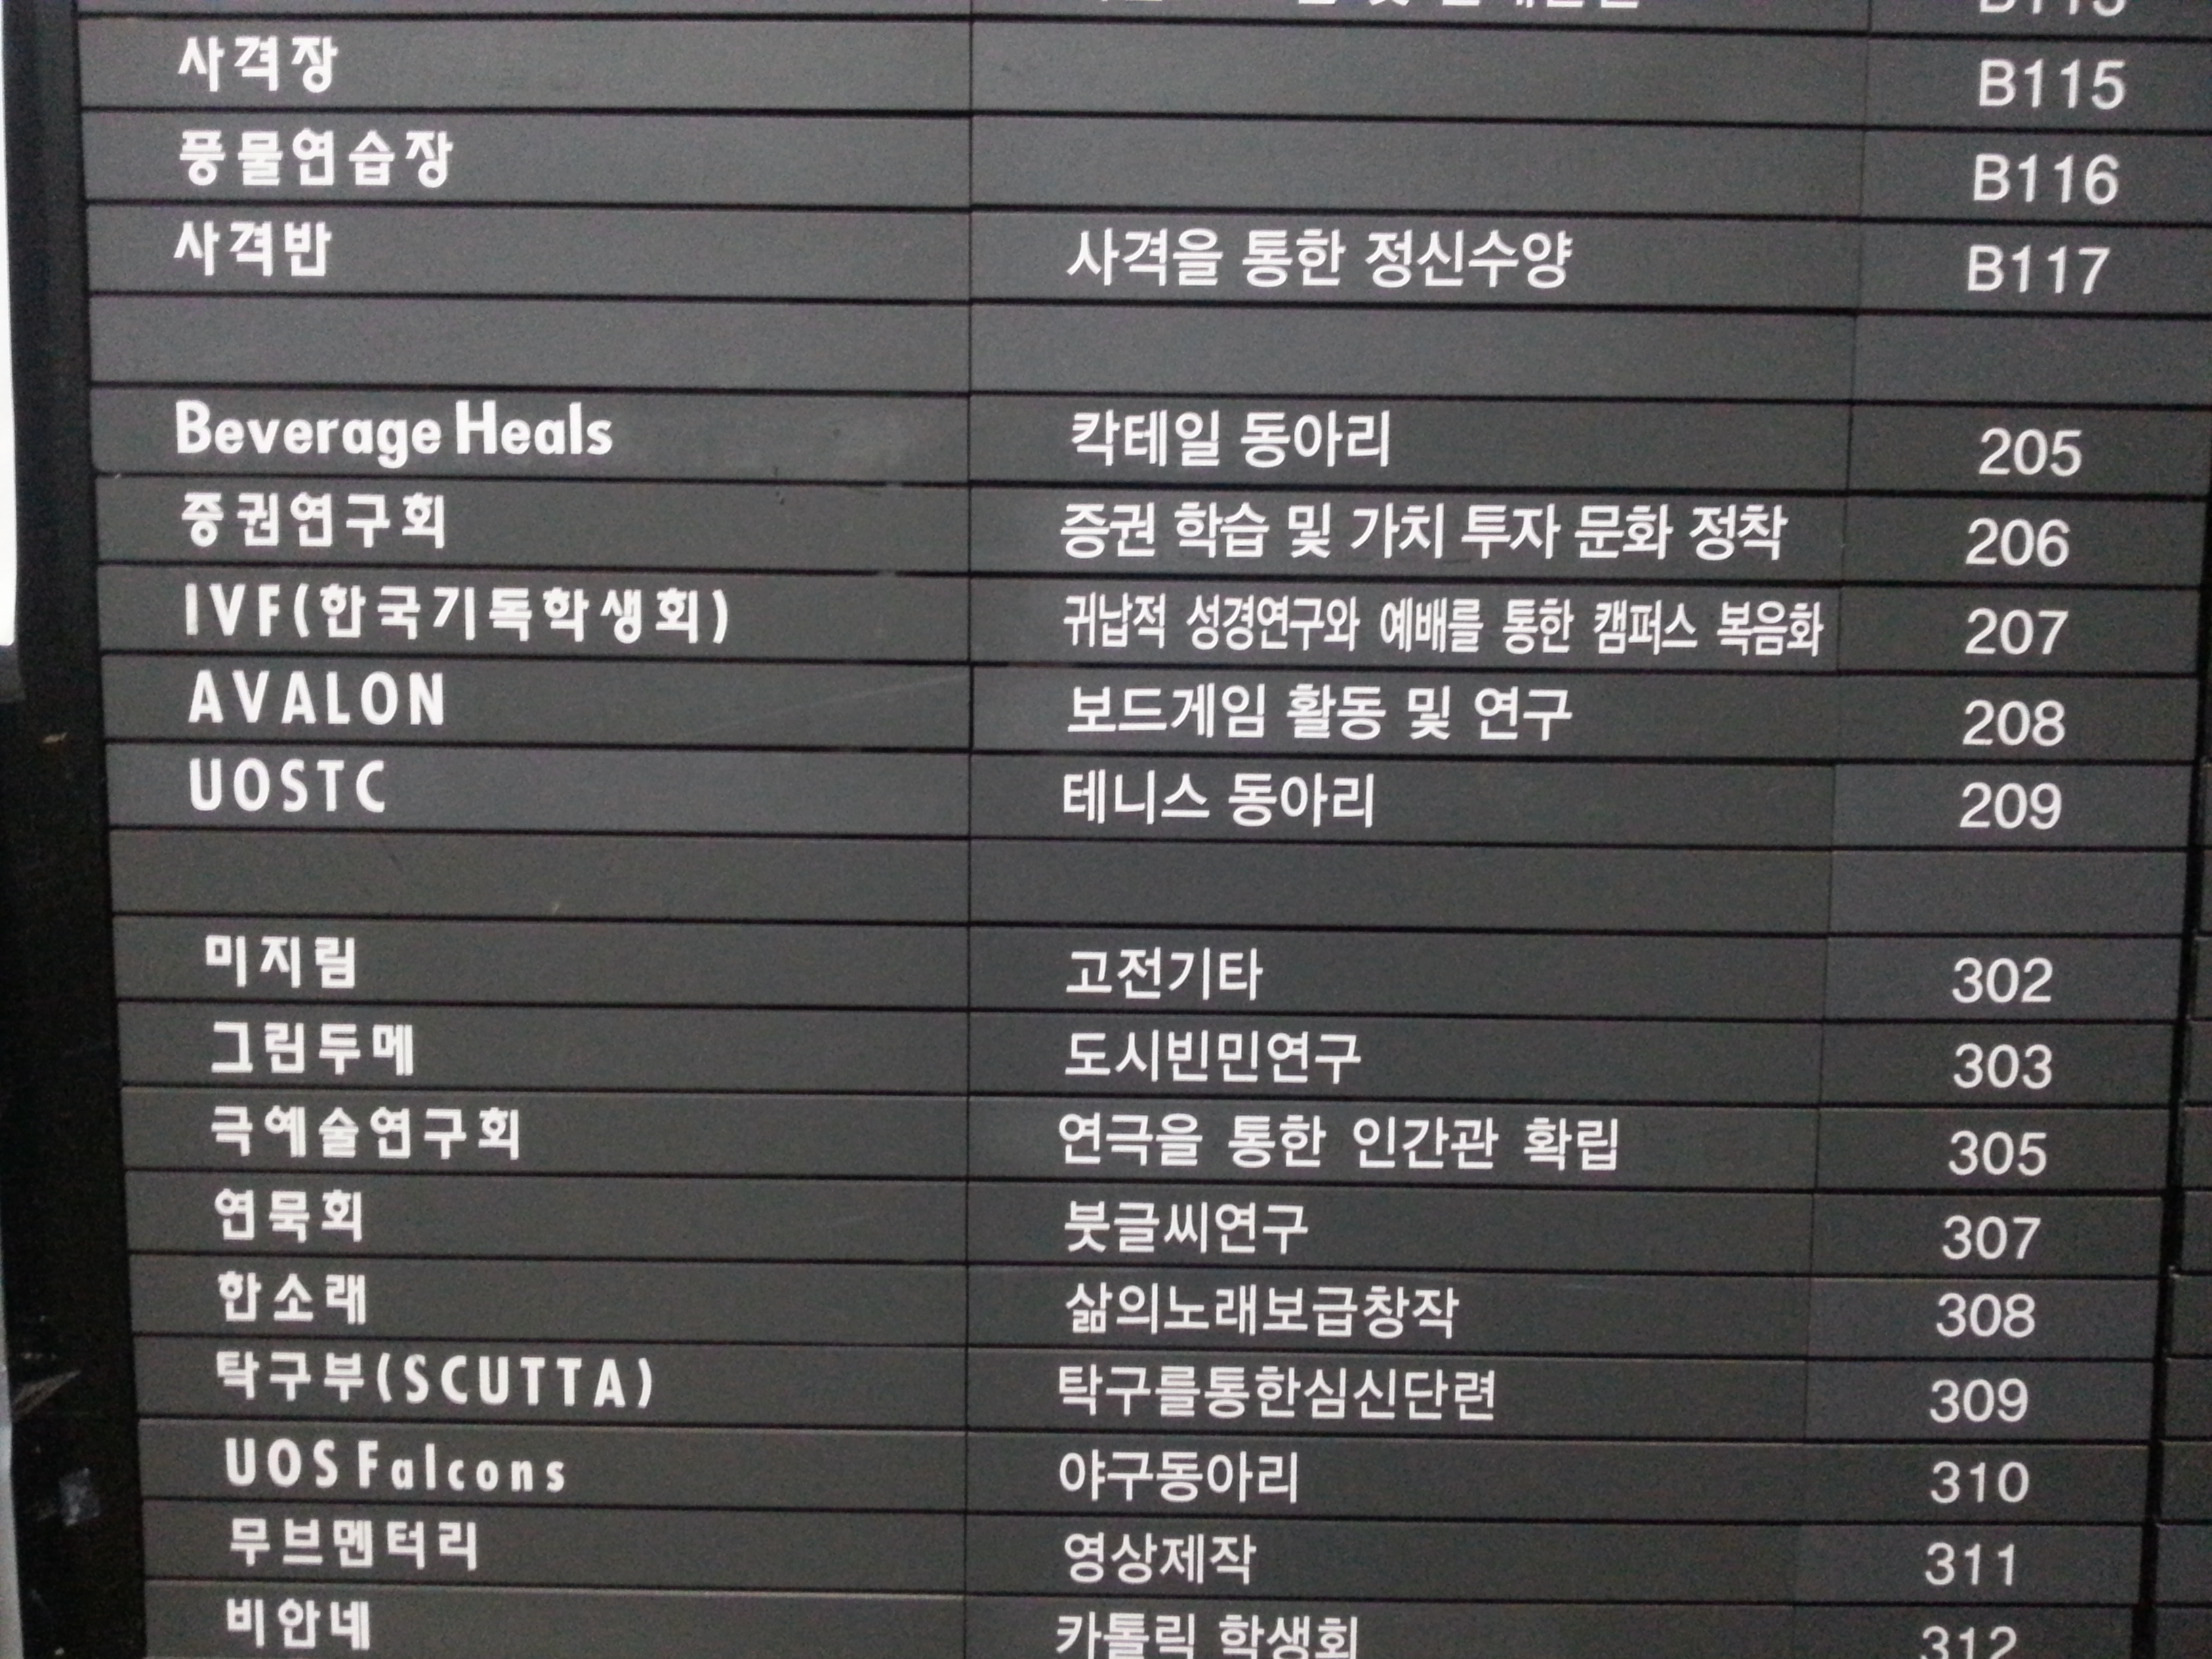 사격장 B115
풍물연습장 B116
사격반 사격을 통한 정신수양 B117
Beverage Heals 칵테일 동아리 205
증권연구회 증권 학습 및 가치 투자 문화 정착 206
IVF(한국기독학생회) 귀납적 성경연구와 예배를 통한 캠퍼스 복음화 207
AVALON 보드게임 활동 및 연구 208
UOSTC 테니스 동아리 209
미지림 고전기타 302
그린두메 도시빈민연구 303
극예술연구회 연극을 통한 인간관 확립 305
연묵회 붓글씨연구 307
한소래 삶의노래보급창작 308
탁구부(SCUTTA) 탁구를통한심신단련 309
UOS Falcons 야구동아리 310
무브멘터리 영상제작 311
비안네 카톨릭 학생회 312